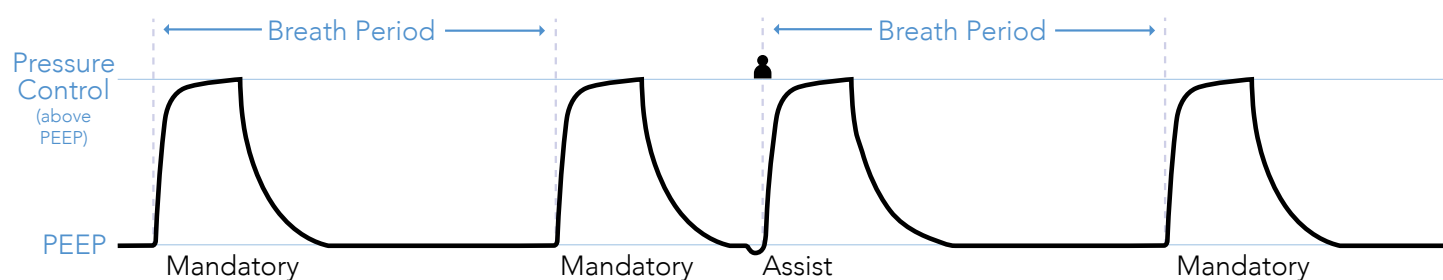 Breath Period
Breath Period
Pressure
Control
(above
PEEP)
PEEP
Mandatory
Mandatory
Assist
Mandatory